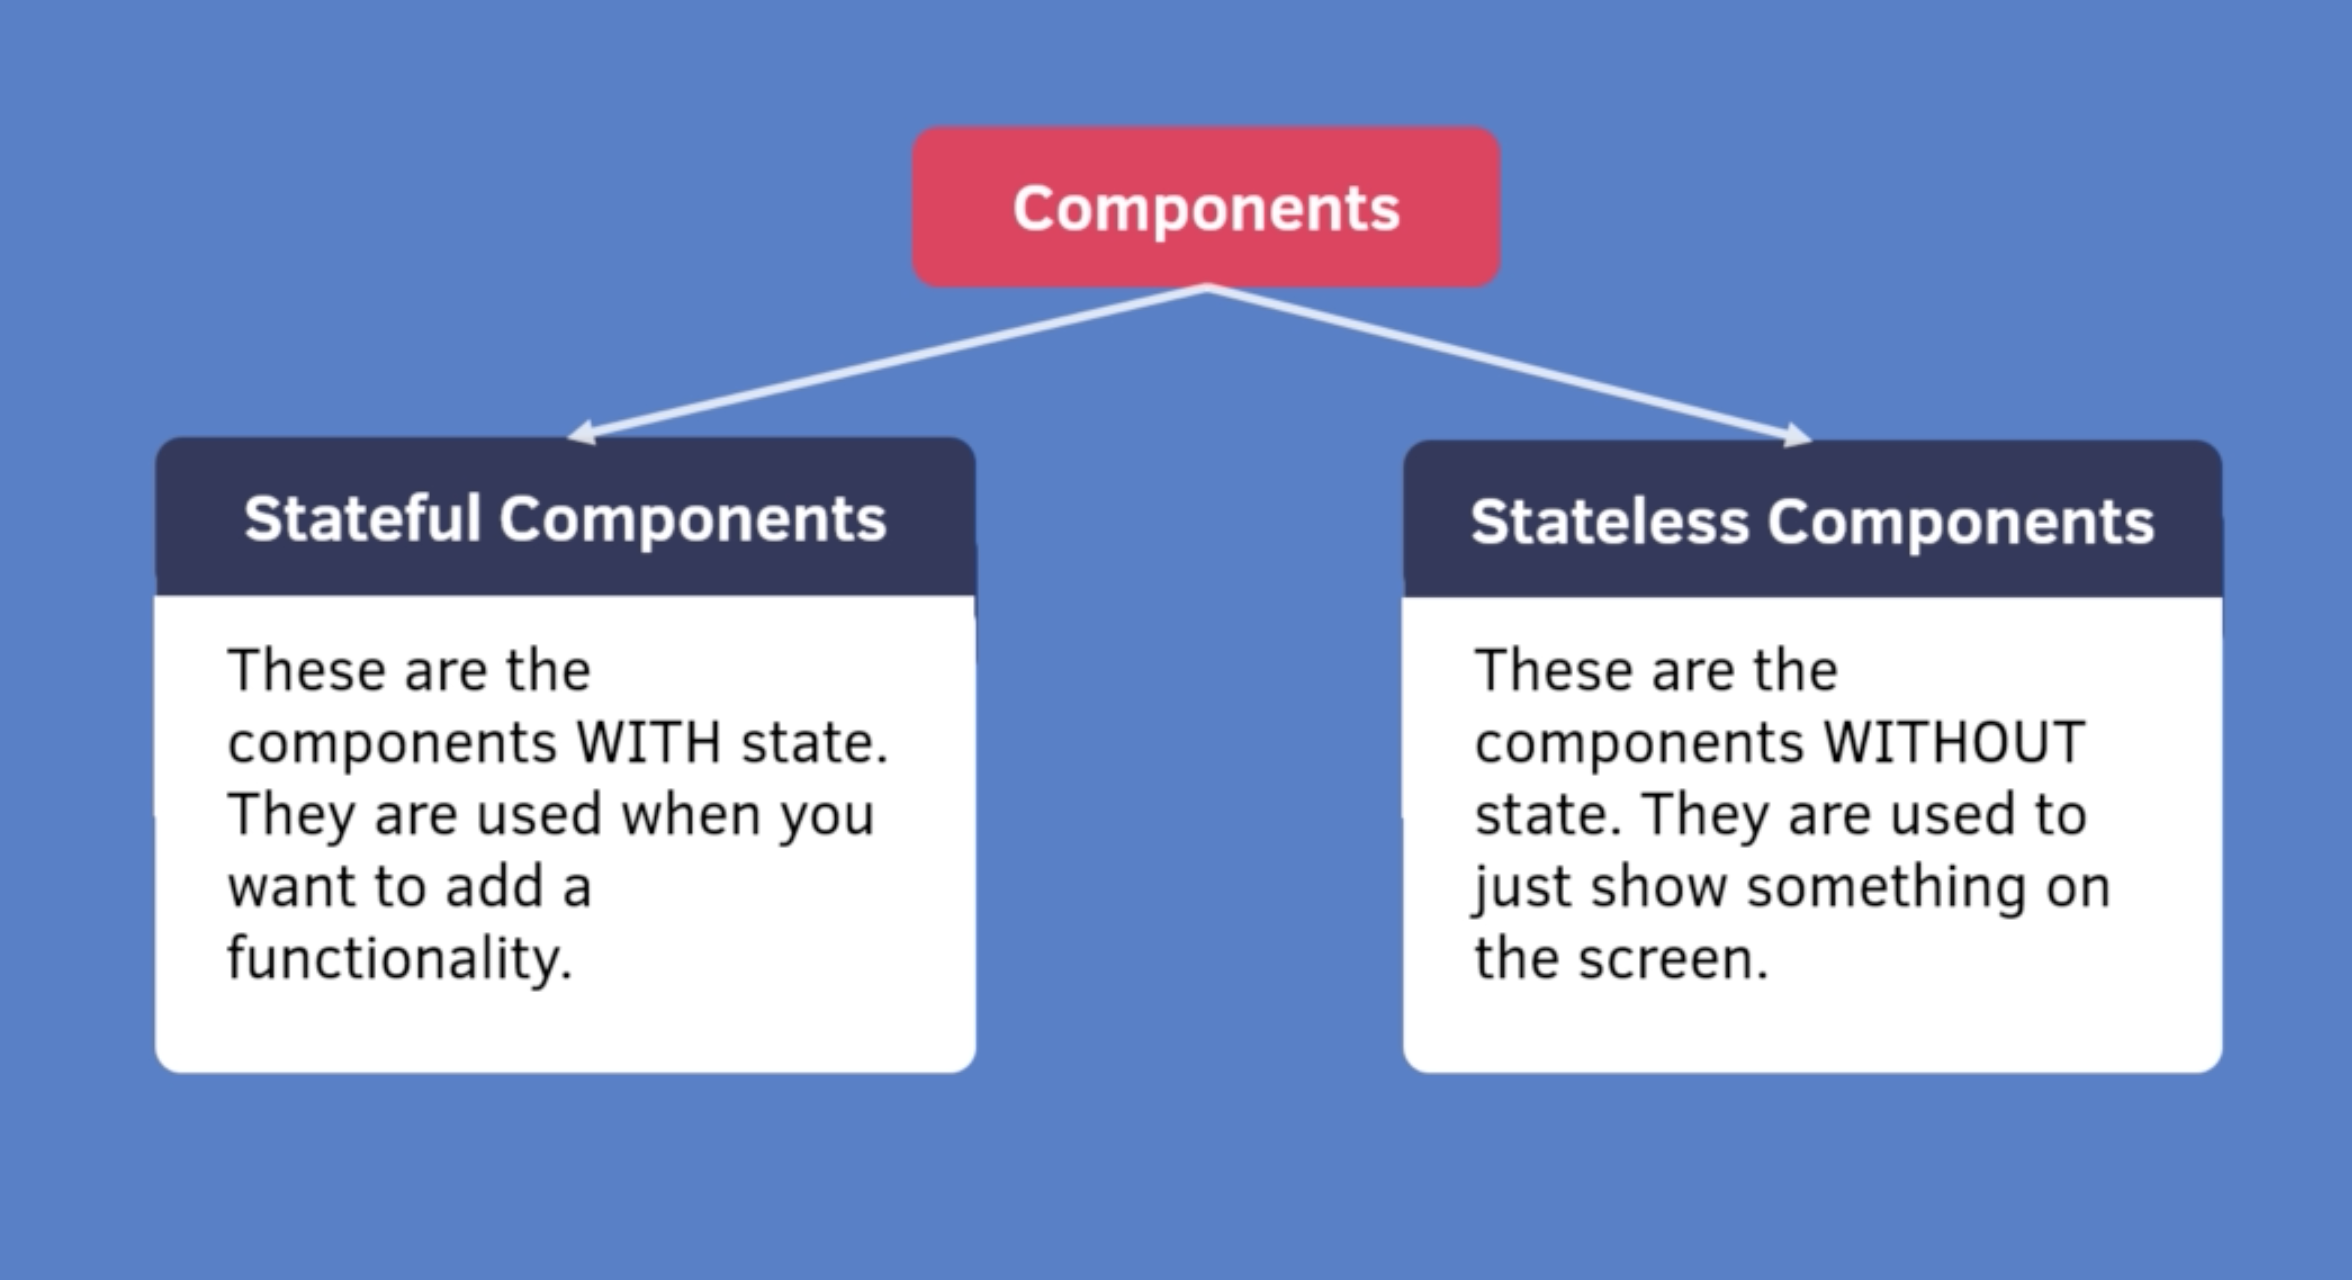 Components
Stateful Components
These are the
components WITH state.
They are used when you
want to add a
functionality.
Stateless Components
These are the
components WITHOUT
state. They are used to
just show something on
the screen.